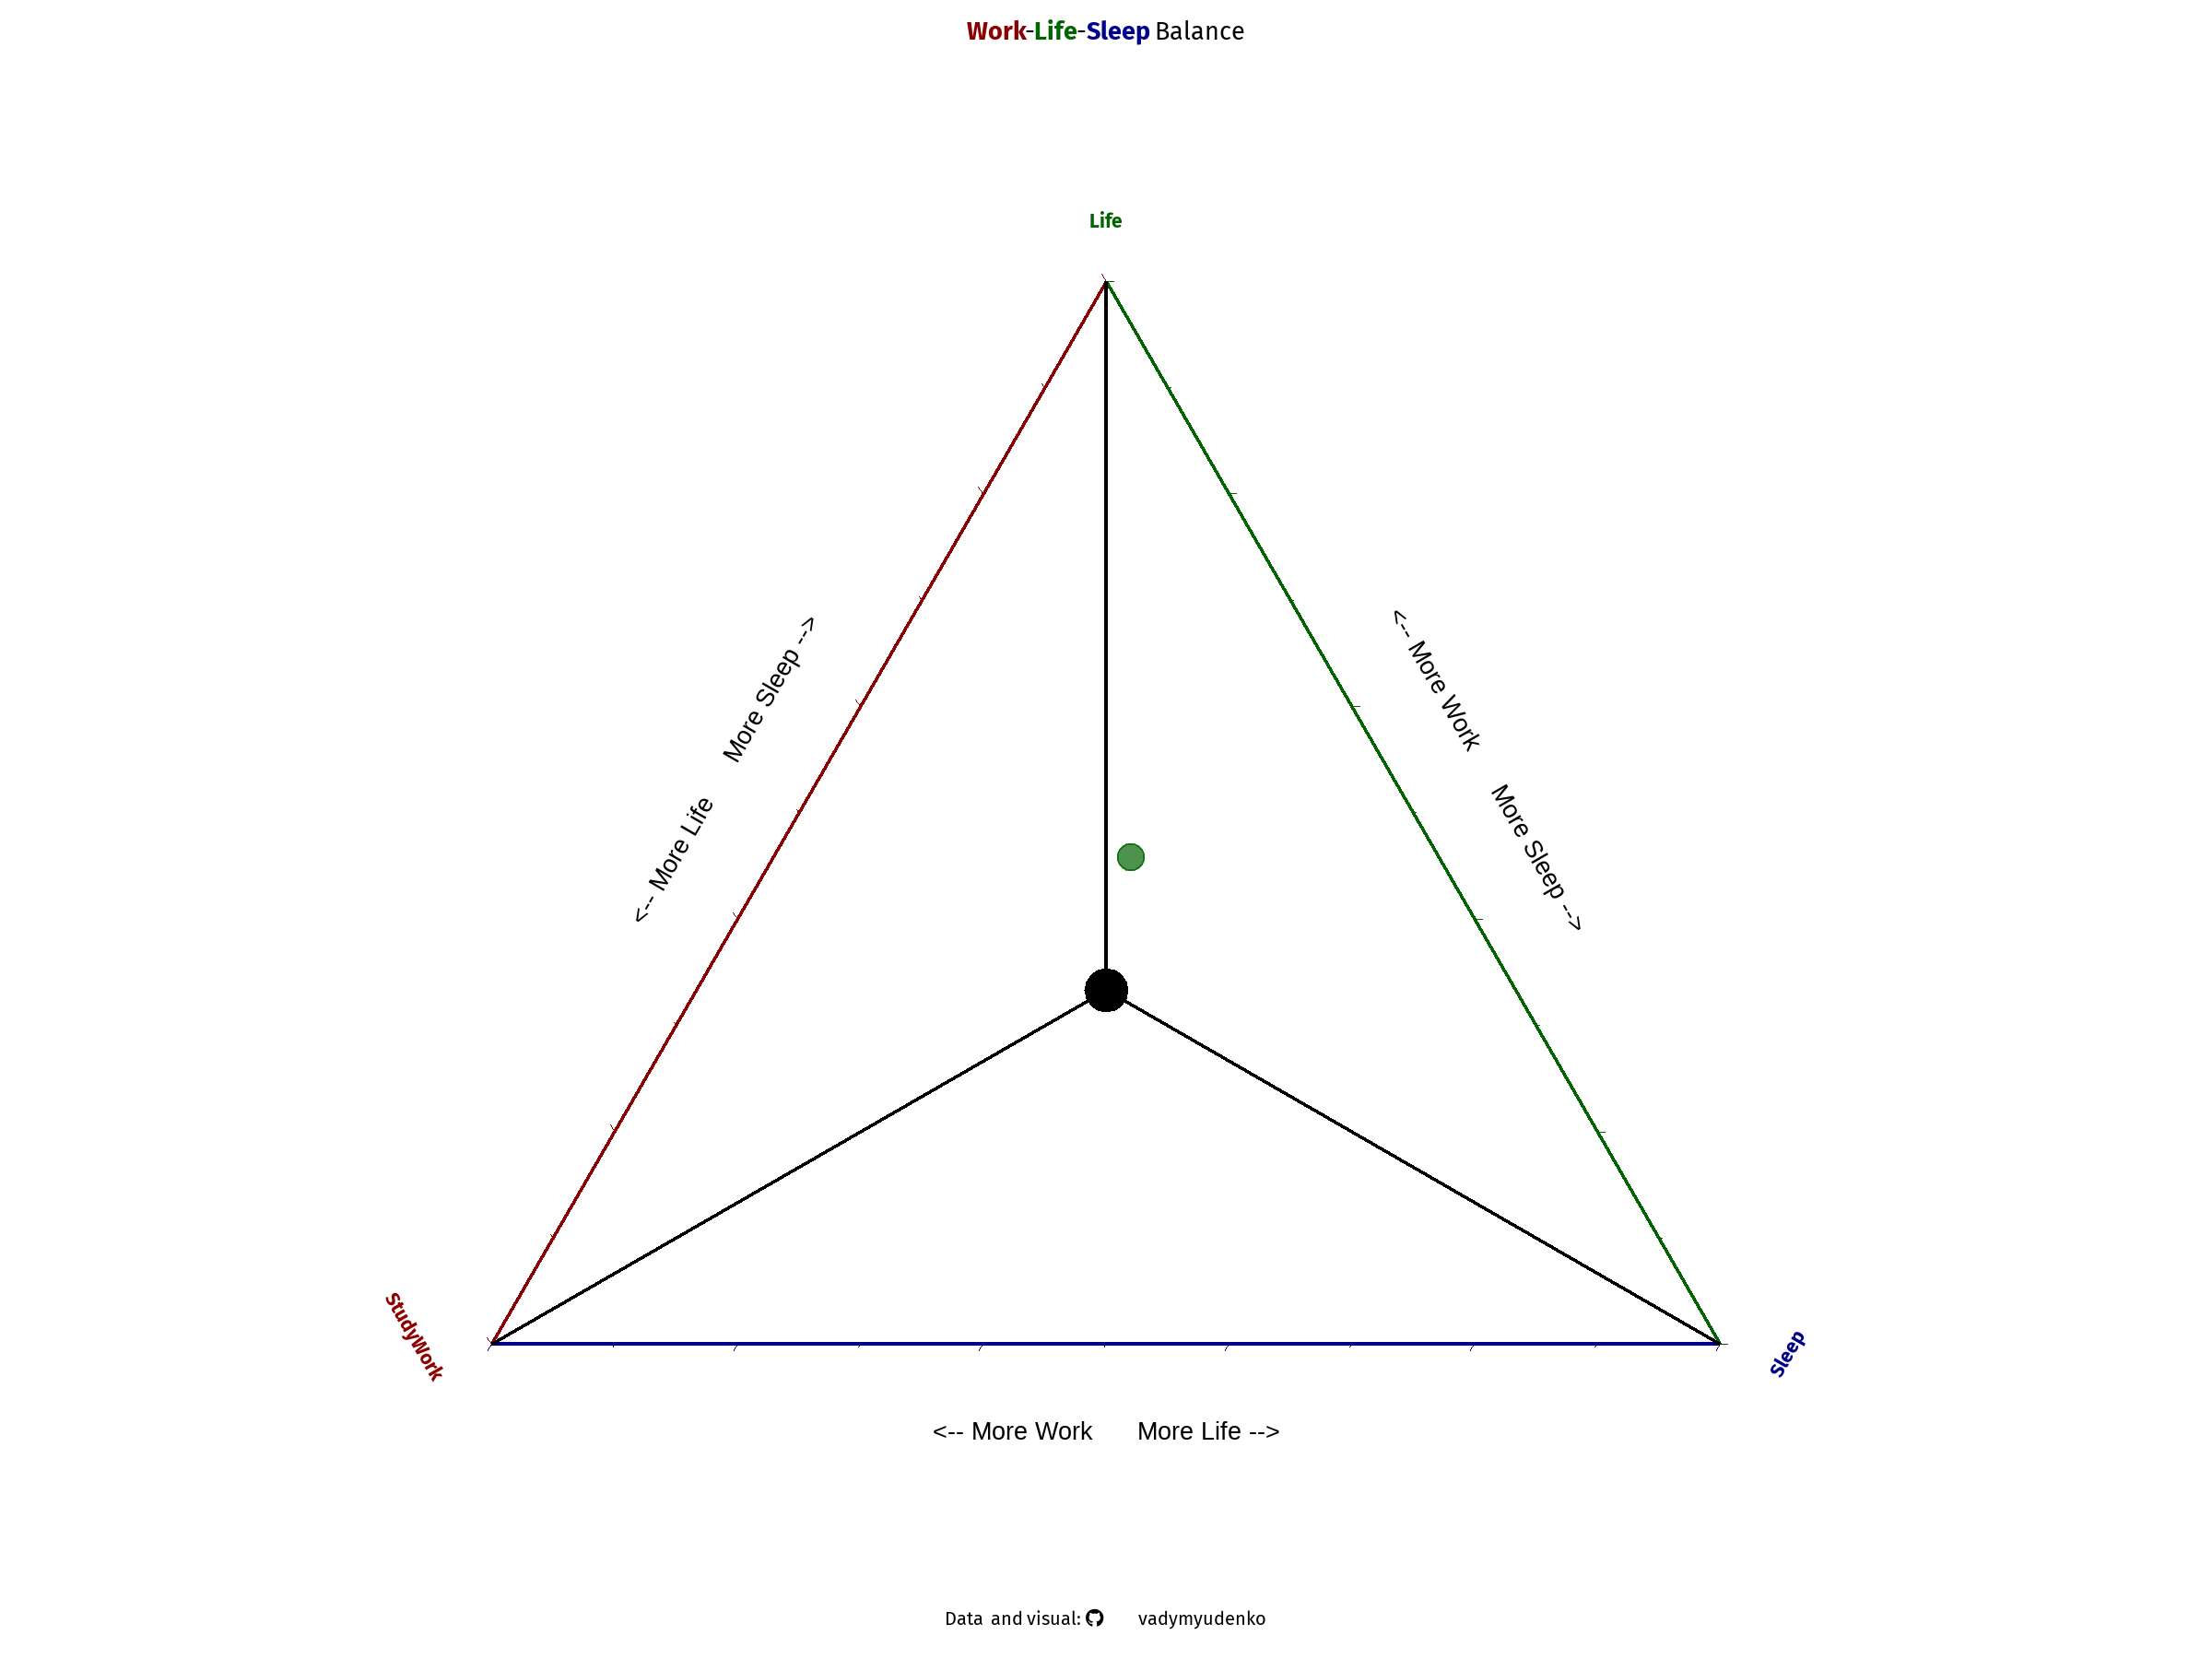 Work-Life-Sleep Balance
Life
<-- More Life More Sleep -->
<-- More Work More Sleep -->
StudyWork
Sleep
<-- More Work More Life -->
Data and visual: vadymyudenko